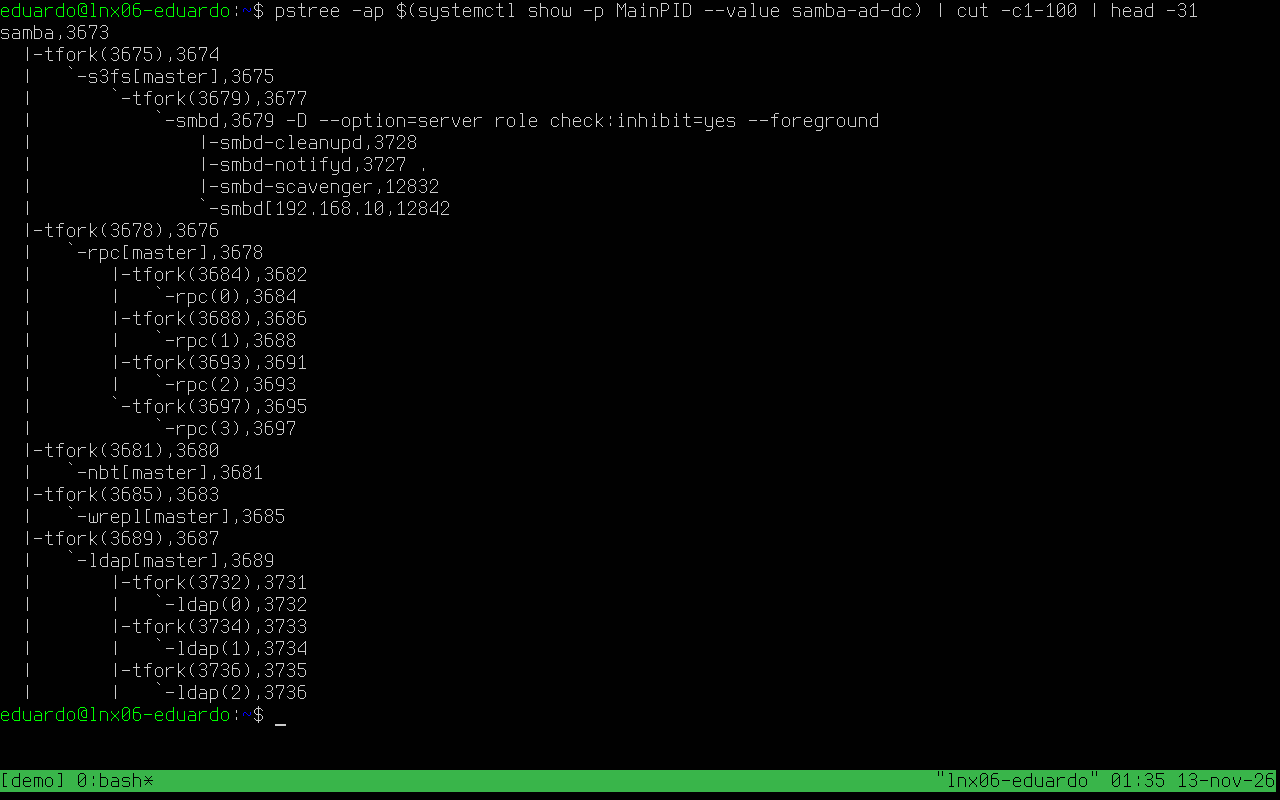 eduardo@lnx06-eduardo:~$ pstree -ap $(systemctl show -p MainPID --value samba-ad-dc) | cut -c1-100 | head -31
samba,3673
  |-tfork(3675),3674
  |   `-s3fs[master],3675
  |       `-tfork(3679),3677
  |           `-smbd,3679 -D --option=server role check:inhibit=yes --foreground
  |               |-smbd-cleanupd,3728
  |               |-smbd-notifyd,3727 .
  |               |-smbd-scavenger,12832
  |               `-smbd[192.168.10,12842
  |-tfork(3678),3676
  |   `-rpc[master],3678
  |       |-tfork(3684),3682
  |       |   `-rpc(0),3684
  |       |-tfork(3688),3686
  |       |   `-rpc(1),3688
  |       |-tfork(3693),3691
  |       |   `-rpc(2),3693
  |       `-tfork(3697),3695
  |           `-rpc(3),3697
  |-tfork(3681),3680
  |   `-nbt[master],3681
  |-tfork(3685),3683
  |   `-wrepl[master],3685
  |-tfork(3689),3687
  |   `-ldap[master],3689
  |       |-tfork(3732),3731
  |       |   `-ldap(0),3732
  |       |-tfork(3734),3733
  |       |   `-ldap(1),3734
  |       |-tfork(3736),3735
  |       |   `-ldap(2),3736
eduardo@lnx06-eduardo:~$ _
[demo] 0:bash* "lnx06-eduardo" 01:35 13-nov-26